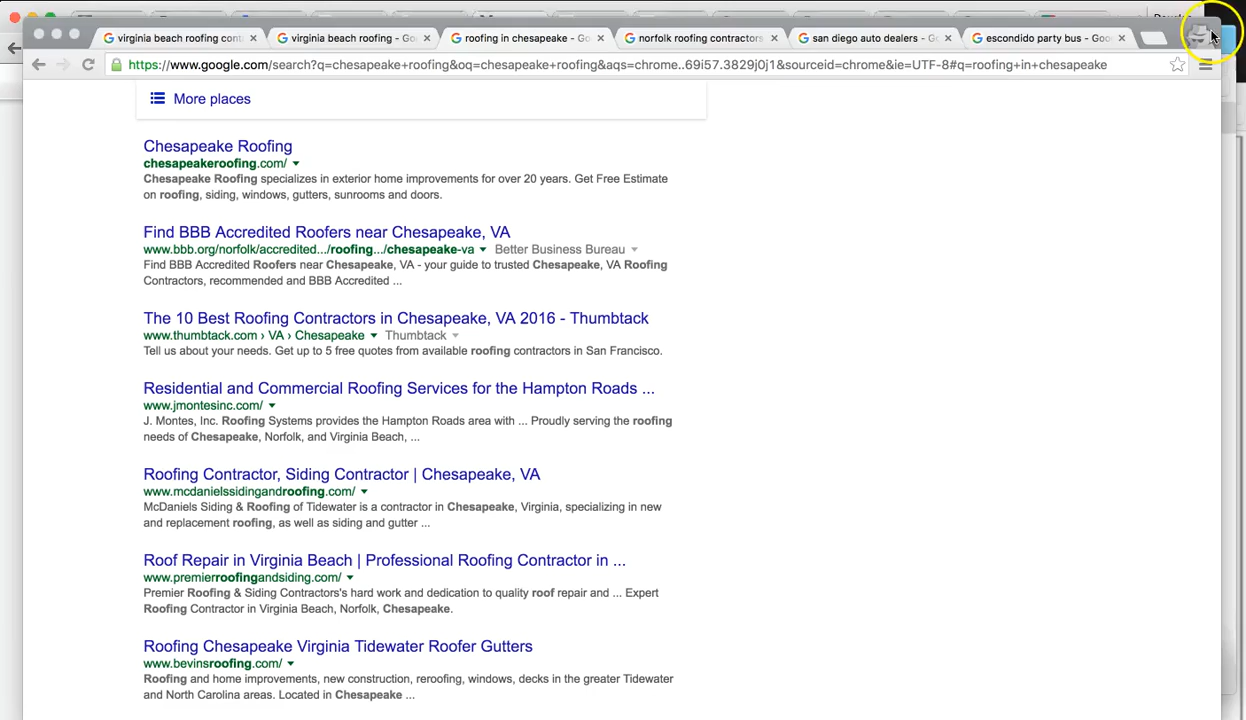 virginia beach roofing cont
virginia beach roofing - Go
roofing in chesapeake - Go
norfolk roofing contractors
san diego auto dealers - G
escondido party bus - Goo
https://www.google.com/search?q=chesapeake+roofing&oq=chesapeake+roofing&aqs=chrome..69i57.3829j0j1&sourceid=chrome&ie=UTF-8#q=roofing+in+chesapeake
More places
Chesapeake Roofing
chesapeakeroofing.com/
Chesapeake Roofing specializes in exterior home improvements for over 20 years. Get Free Estimate
on roofing, siding, windows, gutters, sunrooms and doors.
Find BBB Accredited Roofers near Chesapeake, VA
www.bbb.org/norfolk/accredited.../roofing.../chesapeake-va Better Business Bureau
Find BBB Accredited Roofers near Chesapeake, VA - your guide to trusted Chesapeake, VA Roofing
Contractors, recommended and BBB Accredited ...
The 10 Best Roofing Contractors in Chesapeake, VA 2016 - Thumbtack
www.thumbtack.com › VA › Chesapeake Thumbtack
Tell us about your needs. Get up to 5 free quotes from available roofing contractors in San Francisco.
Residential and Commercial Roofing Services for the Hampton Roads ...
www.jmontesinc.com/
J. Montes, Inc. Roofing Systems provides the Hampton Roads area with ... Proudly serving the roofing
needs of Chesapeake, Norfolk, and Virginia Beach, ...
Roofing Contractor, Siding Contractor | Chesapeake, VA
www.mcdanielssidingandroofing.com/
McDaniels Siding & Roofing of Tidewater is a contractor in Chesapeake, Virginia, specializing in new
and replacement roofing, as well as siding and gutter ...
Roof Repair in Virginia Beach | Professional Roofing Contractor in ...
www.premierroofingandsiding.com/
Premier Roofing & Siding Contractors's hard work and dedication to quality roof repair and ... Expert
Roofing Contractor in Virginia Beach, Norfolk, Chesapeake.
Roofing Chesapeake Virginia Tidewater Roofer Gutters
www.bevinsroofing.com/
Roofing and home improvements, new construction, reroofing, windows, decks in the greater Tidewater
and North Carolina areas. Located in Chesapeake ...